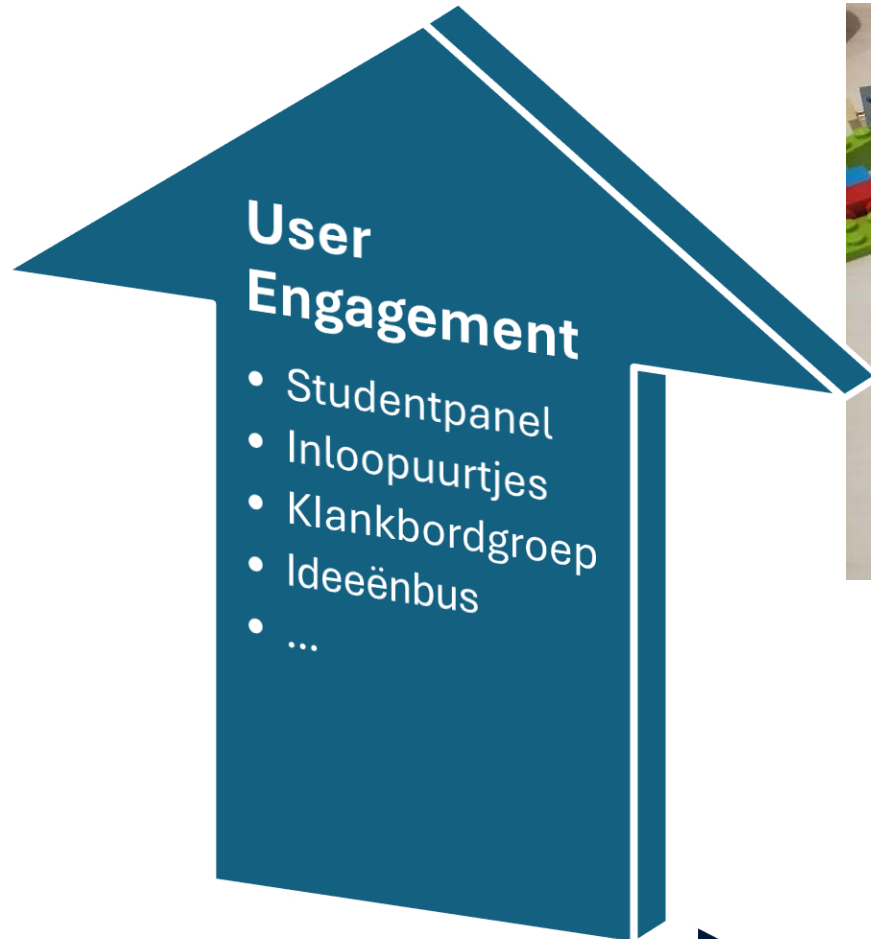 User
Engagement
• Studentpanel
• Inloopuurtjes
• Klankbordgroep
• Ideeënbus
• ...